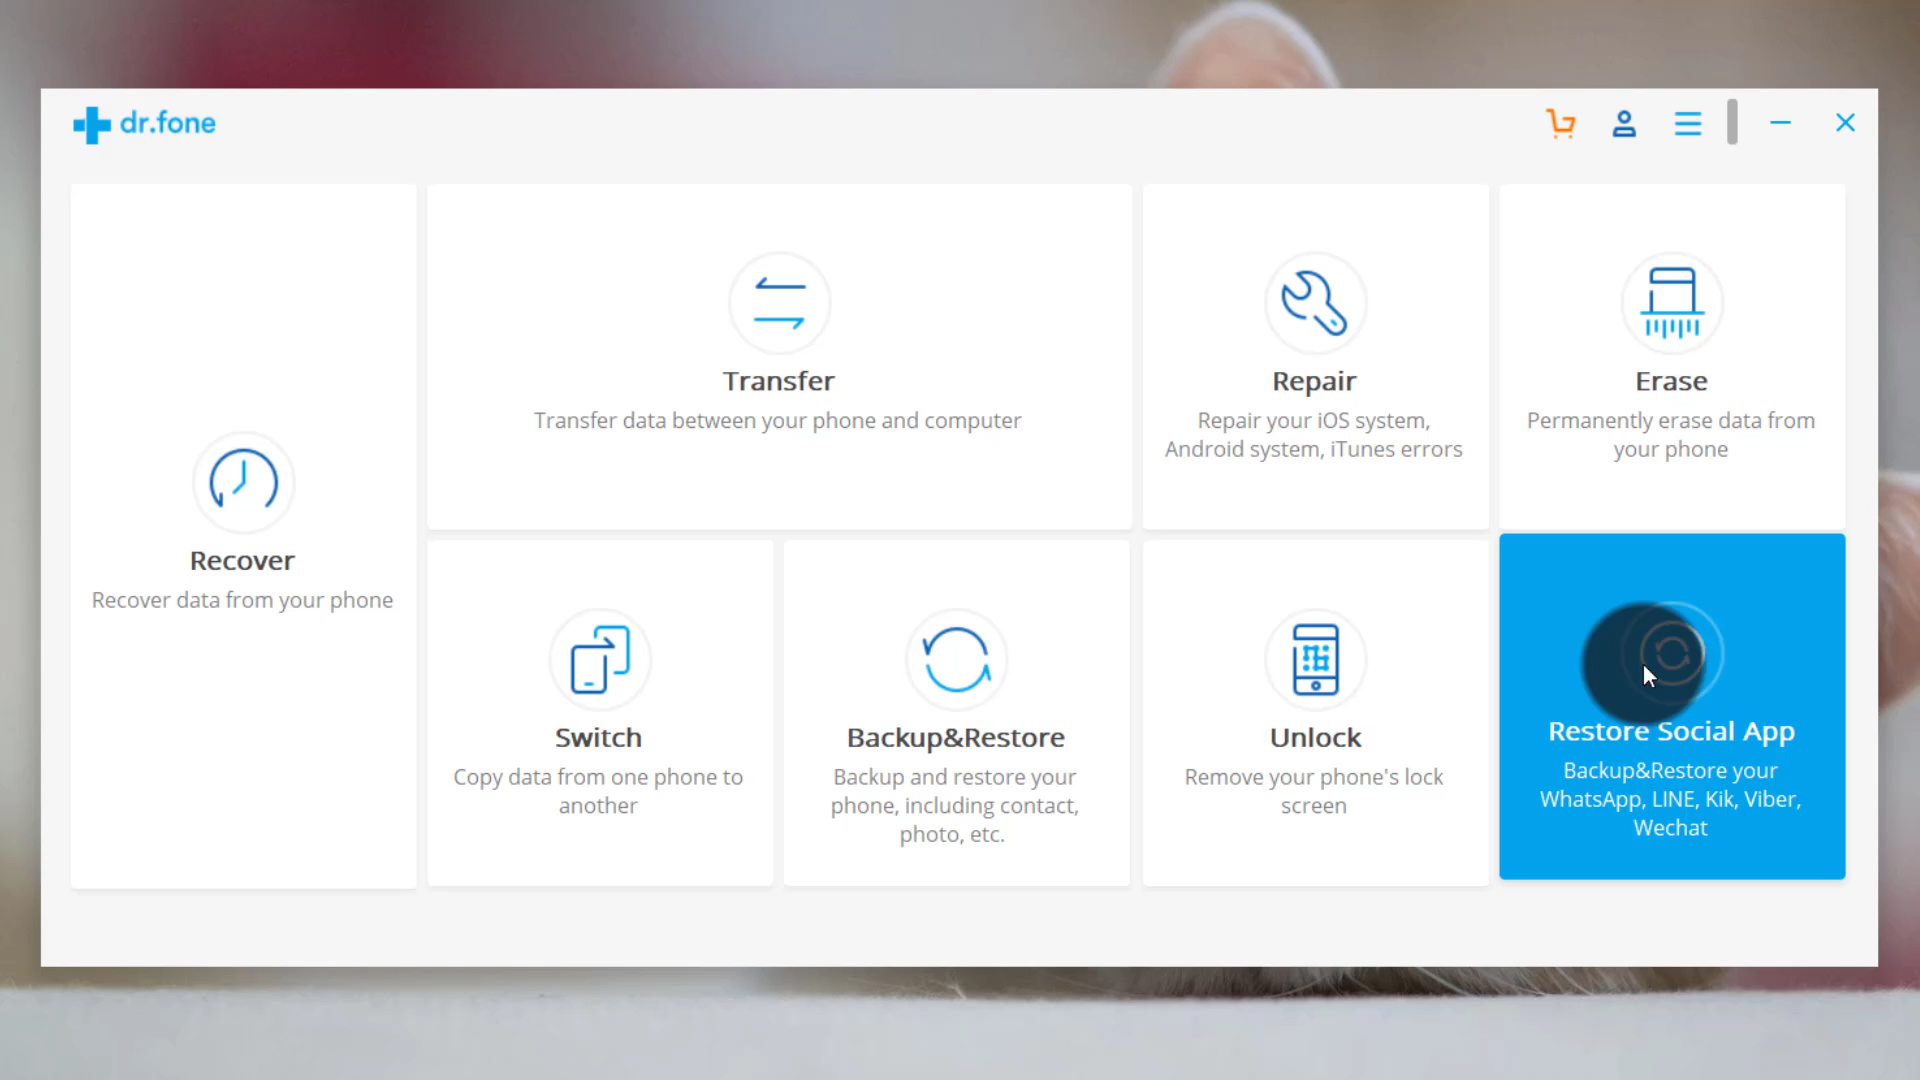 dr.fone
Recover
Recover data from your phone
Transfer
Transfer data between your phone and computer
Repair
Repair your iOS system,
Android system, iTunes errors
Erase
Permanently erase data from
your phone
Switch
Copy data from one phone to
another
Backup&Restore
Backup and restore your
phone, including contact,
photo, etc.
Unlock
Remove your phone's lock
screen
Restore Social App
Backup&Restore your
WhatsApp, LINE, Kik, Viber,
Wechat